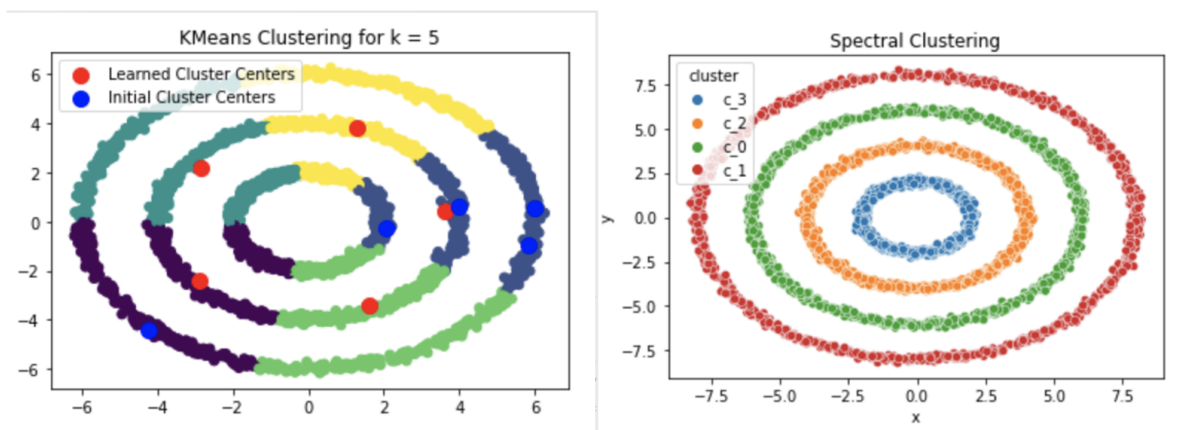 KMeans Clustering for k = 5
Learned Cluster Centers
Initial Cluster Centers
6
4
2
0
−2
−4
−6
−6 −4 −2 0 2 4 6
Spectral Clustering
cluster
c_3
c_2
c_0
c_1
7.5
5.0
2.5
0.0
−2.5
−5.0
−7.5
y
−7.5 −5.0 −2.5 0.0 2.5 5.0 7.5
x